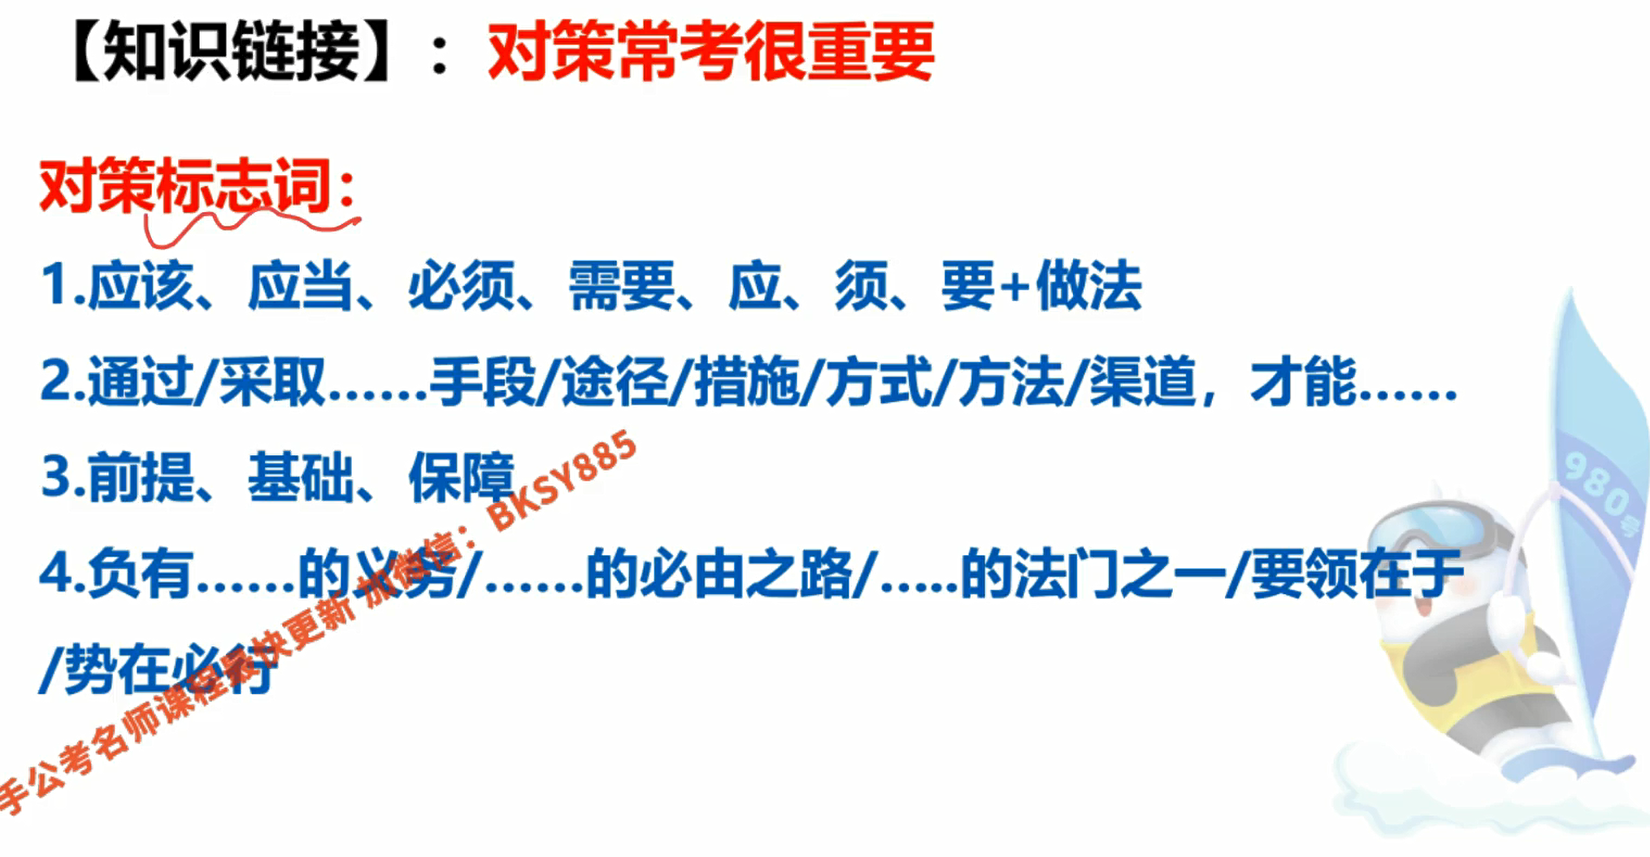 【知识链接】：对策常考很重要
对策标志词：
1.应该、应当、必须、需要、应、须、要+做法
2.通过/采取……手段/途径/措施/方式/方法/渠道，才能……
3.前提、基础、保障
4.负有……的义务/……的必由之路/…..的法门之一/要领在于
/势在必行
手公考名师课程最快更新 加微信：BKSY885
980号